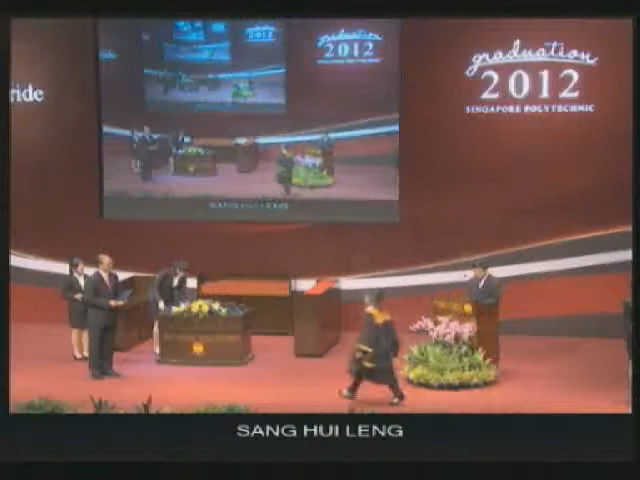 ride
graduation
2012
graduation
2012
SINGAPORE POLYTECHNIC
SANG HUI LENG
SANG HUI LENG